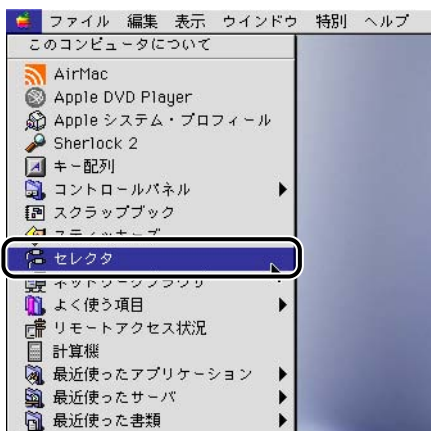 ファイル 編集 表示 ウインドウ 特別 ヘルプ
このコンピュータについて
AirMac
Apple DVD Player
Apple システム・プロフィール
Sherlock 2
キー配列
コントロールパネル
スクラップブック
セレクタ
よく使う項目
リモートアクセス状況
計算機
最近使ったアプリケーション
最近使ったサーバ
最近使った書類